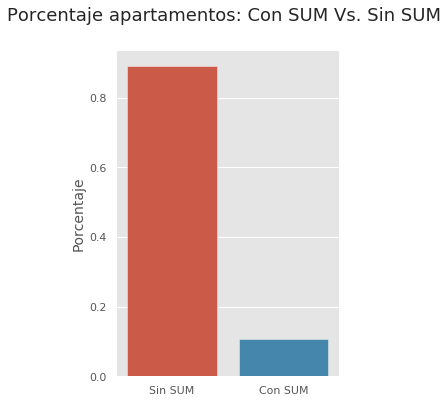 Porcentaje apartamentos: Con SUM Vs. Sin SUM
Porcentaje
0.8
0.6
0.4
0.2
0.0
Sin SUM
Con SUM